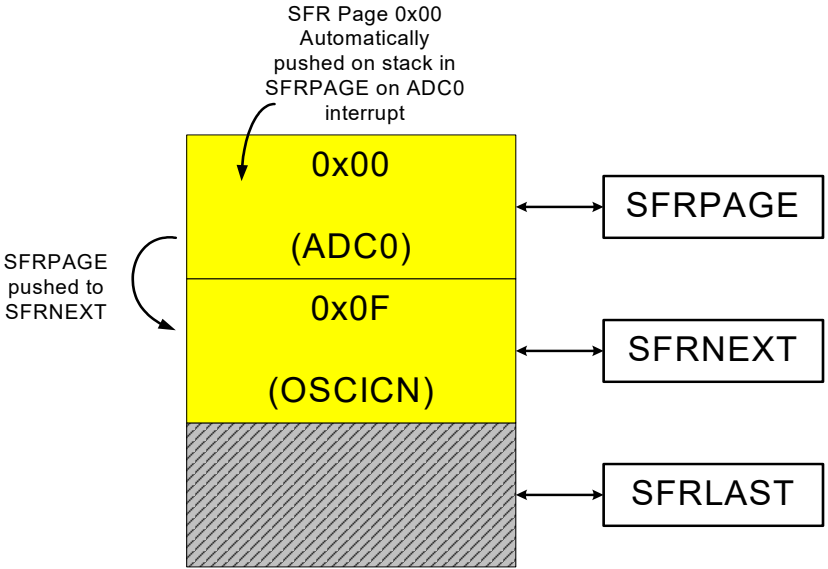 SFR Page 0x00
Automatically
pushed on stack in
SFRPAGE on ADC0
interrupt
0x00
(ADC0)
SFRPAGE
SFRPAGE
pushed to
SFRNEXT
0x0F
(OSCICN)
SFRNEXT
SFRLAST